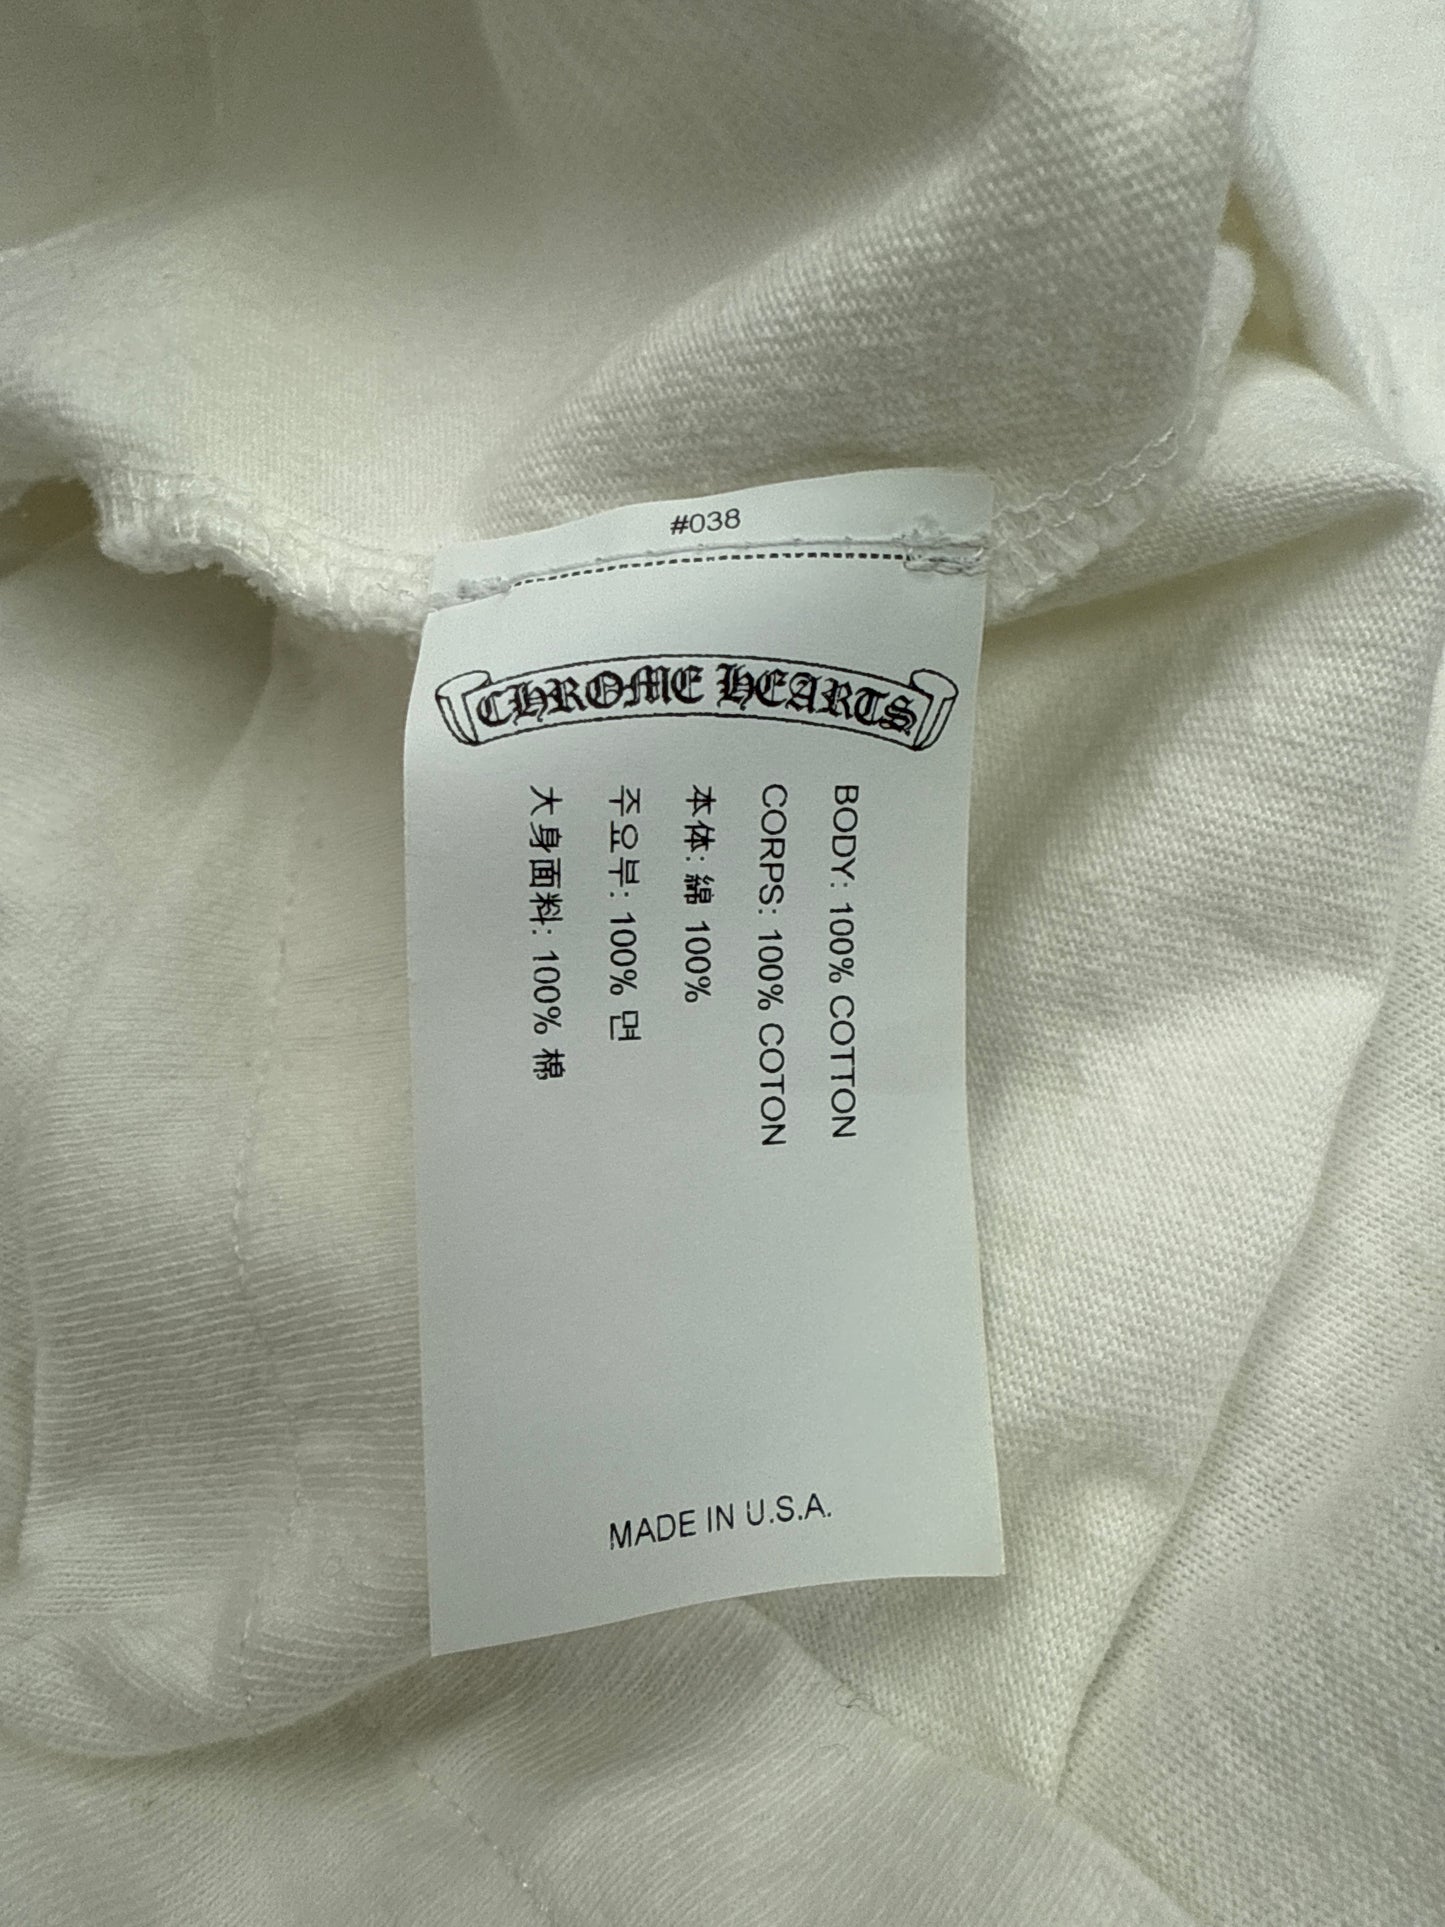 #038
CHROME HEARTS
BODY: 100% COTTON
CORPS: 100% COTON
本体: 綿 100%
주요부: 100% 면
大身面料: 100% 棉
MADE IN U.S.A.